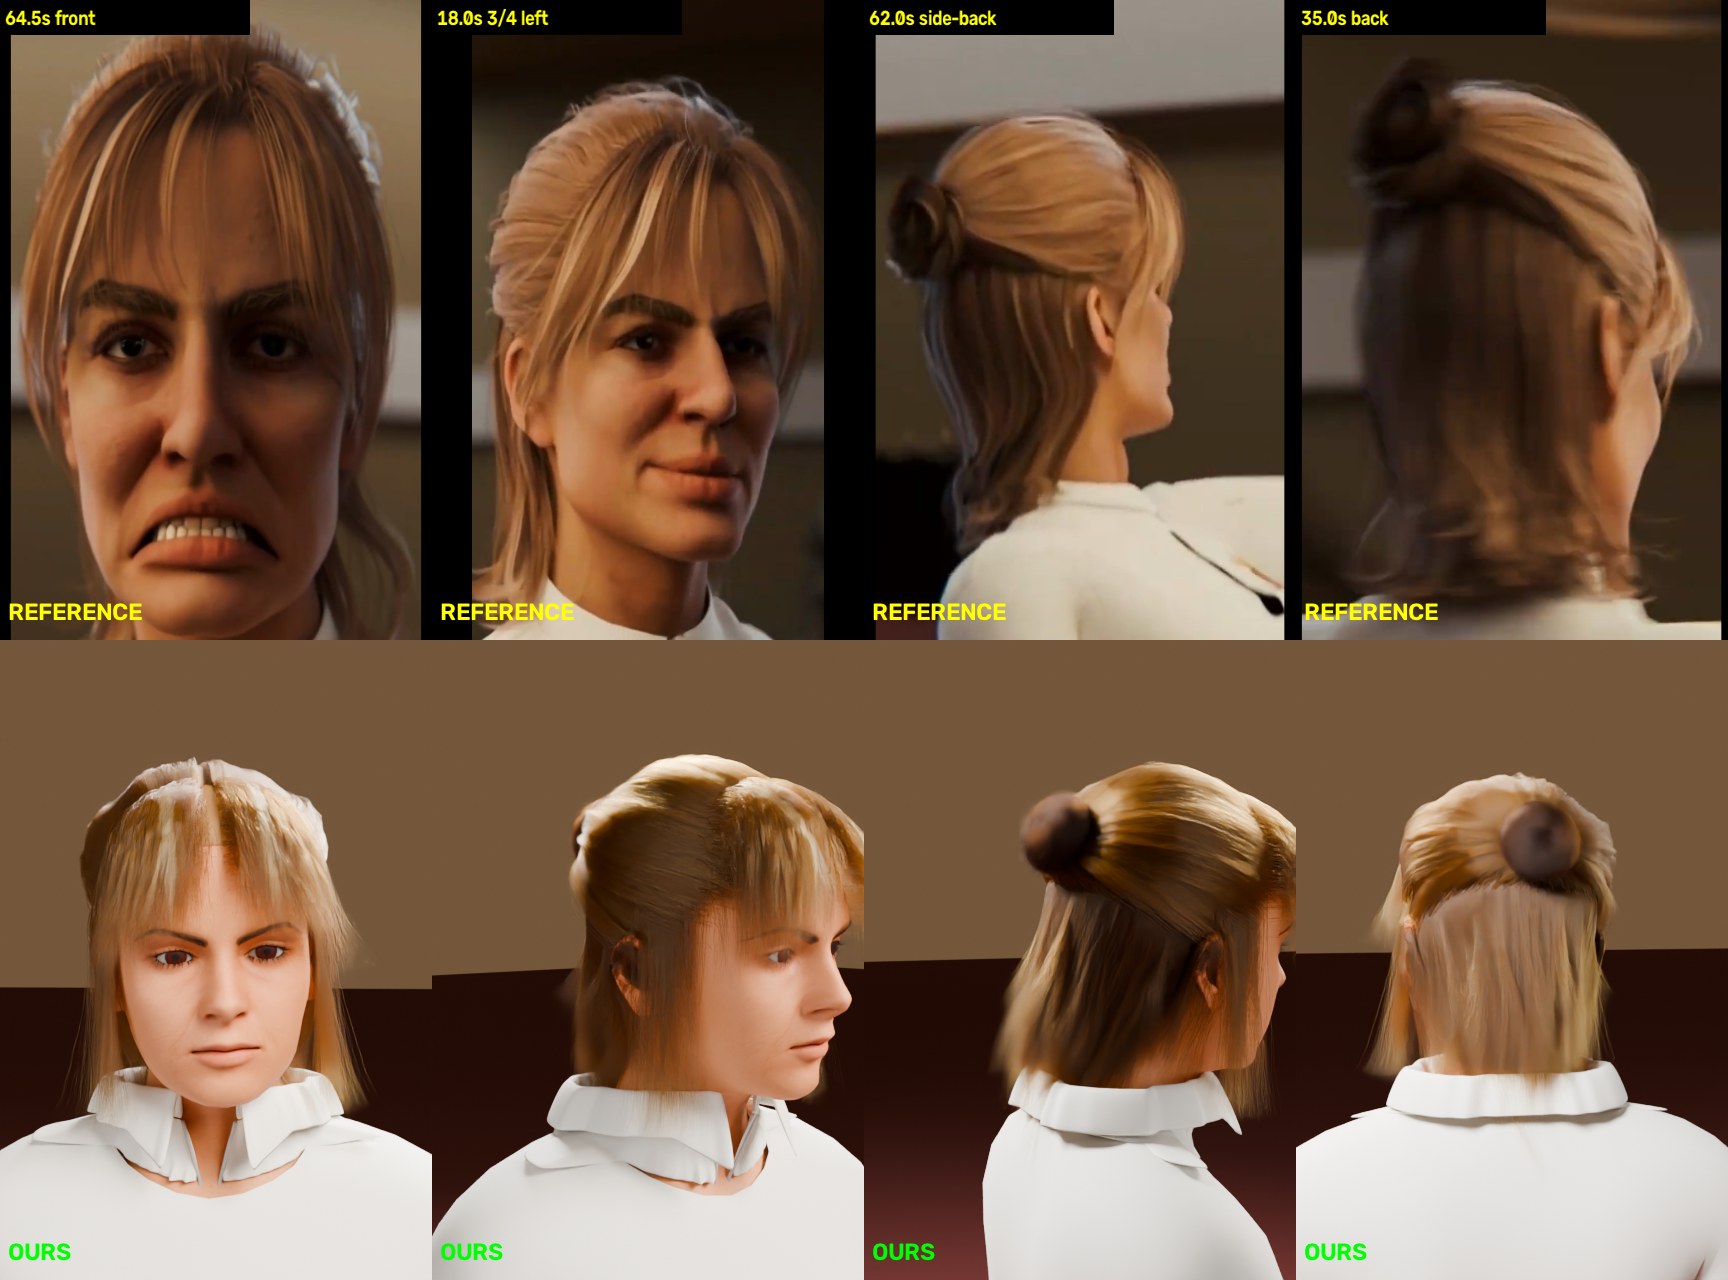 64.5s front
18.0s 3/4 left
62.0s side-back
35.0s back
REFERENCE
REFERENCE
REFERENCE
REFERENCE
OURS
OURS
OURS
OURS